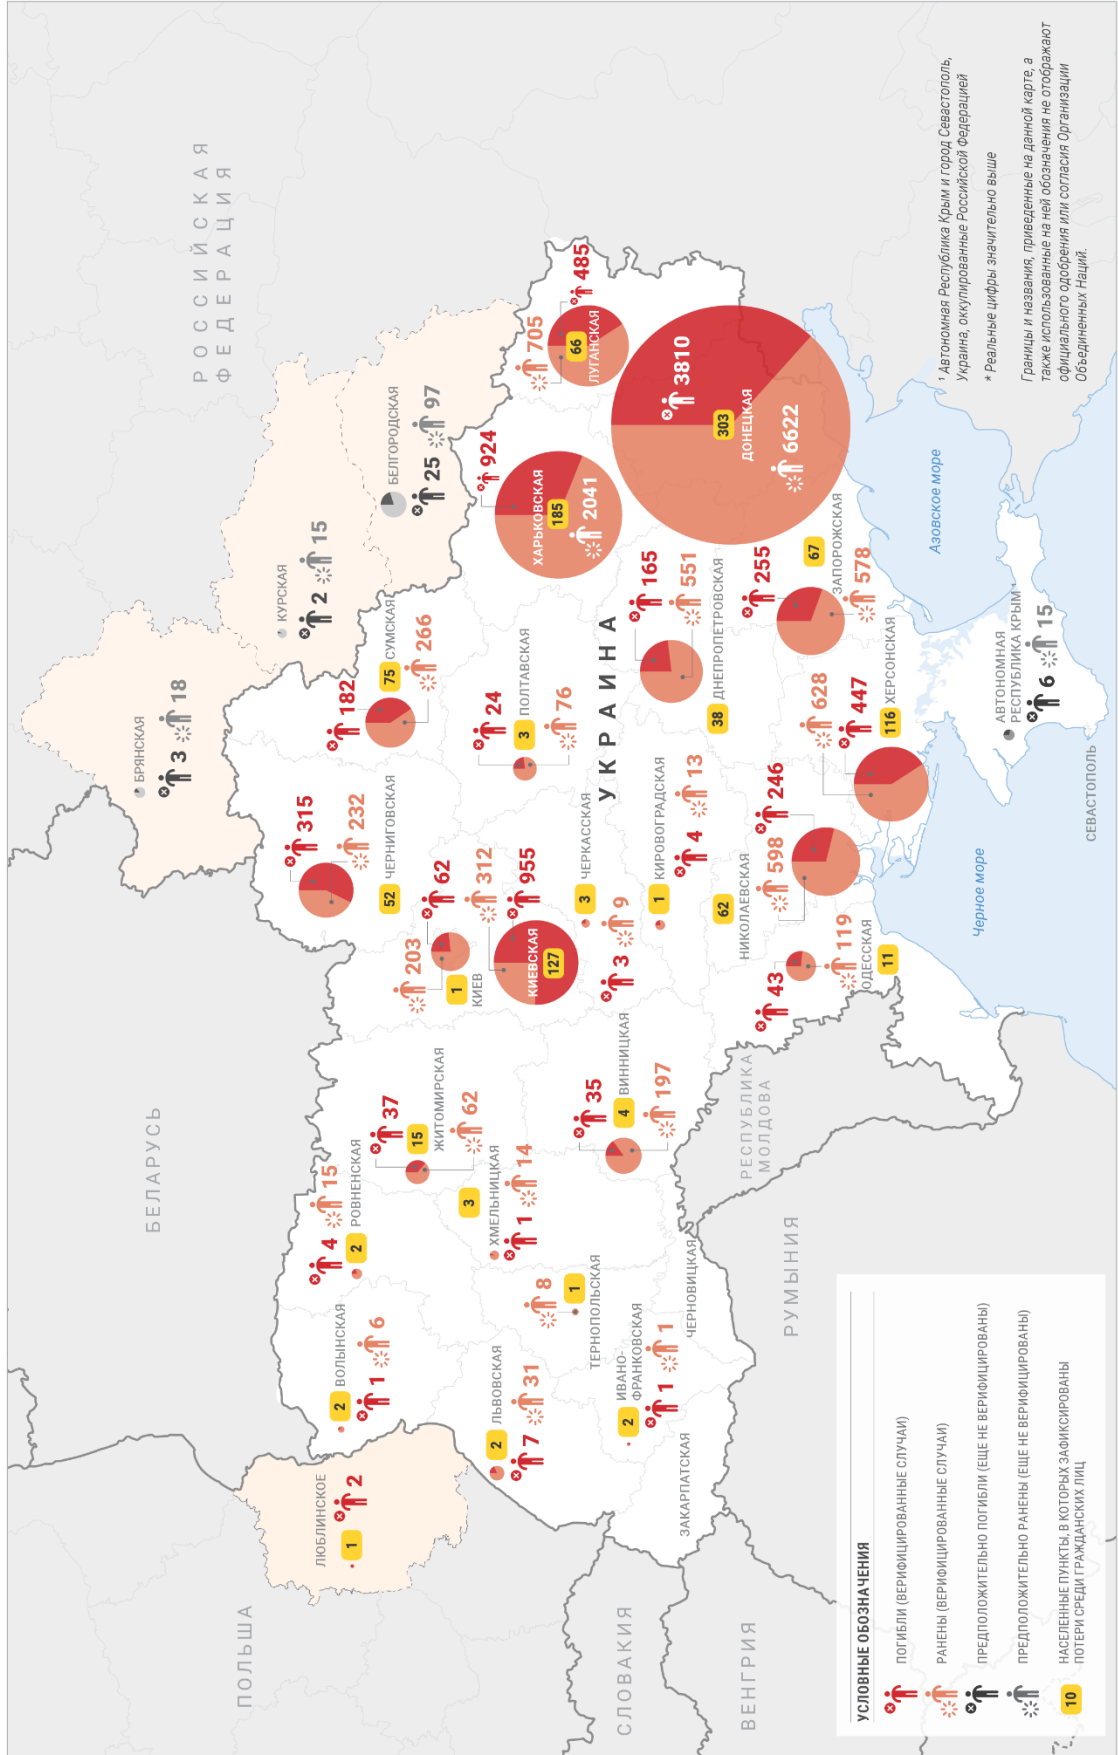 РОССИЙСКАЯ
ФЕДЕРАЦИЯ
БЕЛАРУСЬ
ПОЛЬША
СЛОВАКИЯ
ВЕНГРИЯ
РУМЫНИЯ
РЕСПУБЛИКА
МОЛДОВА
УКРАИНА
БРЯНСКАЯ
3
18
КУРСКАЯ
2
15
БЕЛГОРОДСКАЯ
25
97
ЛЮБЛИНСКОЕ
1
2
ВОЛЫНСКАЯ
2
1
6
РОВНЕНСКАЯ
4
15
2
ЖИТОМИРСКАЯ
37
15
62
КИЕВ
203
62
1
КИЕВСКАЯ
127
312
955
ЧЕРНИГОВСКАЯ
315
232
52
СУМСКАЯ
182
75
266
ПОЛТАВСКАЯ
24
3
76
ХАРЬКОВСКАЯ
924
185
2041
ЛУГАНСКАЯ
705
66
485
ДОНЕЦКАЯ
3810
303
6622
ЛЬВОВСКАЯ
2
7
31
ТЕРНОПОЛЬСКАЯ
8
1
ХМЕЛЬНИЦКАЯ
3
1
14
ИВАНО-
ФРАНКОВСКАЯ
2
1
1
ЗАКАРПАТСКАЯ
ЧЕРНОВИЦКАЯ
ВИННИЦКАЯ
35
4
197
ЧЕРКАССКАЯ
3
3
9
КИРОВОГРАДСКАЯ
1
4
13
ДНЕПРОПЕТРОВСКАЯ
165
551
38
ЗАПОРОЖСКАЯ
255
67
578
НИКОЛАЕВСКАЯ
62
598
246
ХЕРСОНСКАЯ
628
447
116
ОДЕССКАЯ
43
119
11
АВТОНОМНАЯ
РЕСПУБЛИКА КРЫМ¹
6
15
СЕВАСТОПОЛЬ
Азовское море
Черное море
УСЛОВНЫЕ ОБОЗНАЧЕНИЯ
ПОГИБЛИ (ВЕРИФИЦИРОВАННЫЕ СЛУЧАИ)
РАНЕНЫ (ВЕРИФИЦИРОВАННЫЕ СЛУЧАИ)
ПРЕДПОЛОЖИТЕЛЬНО ПОГИБЛИ (ЕЩЕ НЕ ВЕРИФИЦИРОВАНЫ)
ПРЕДПОЛОЖИТЕЛЬНО РАНЕНЫ (ЕЩЕ НЕ ВЕРИФИЦИРОВАНЫ)
10
НАСЕЛЕННЫЕ ПУНКТЫ, В КОТОРЫХ ЗАФИКСИРОВАНЫ
ПОТЕРИ СРЕДИ ГРАЖДАНСКИХ ЛИЦ
¹ Автономная Республика Крым и город Севастополь,
Украина, оккупированные Российской Федерацией
* Реальные цифры значительно выше
Границы и названия, приведенные на данной карте, а
также использованные на ней обозначения не отображают
официального одобрения или согласия Организации
Объединенных Наций.